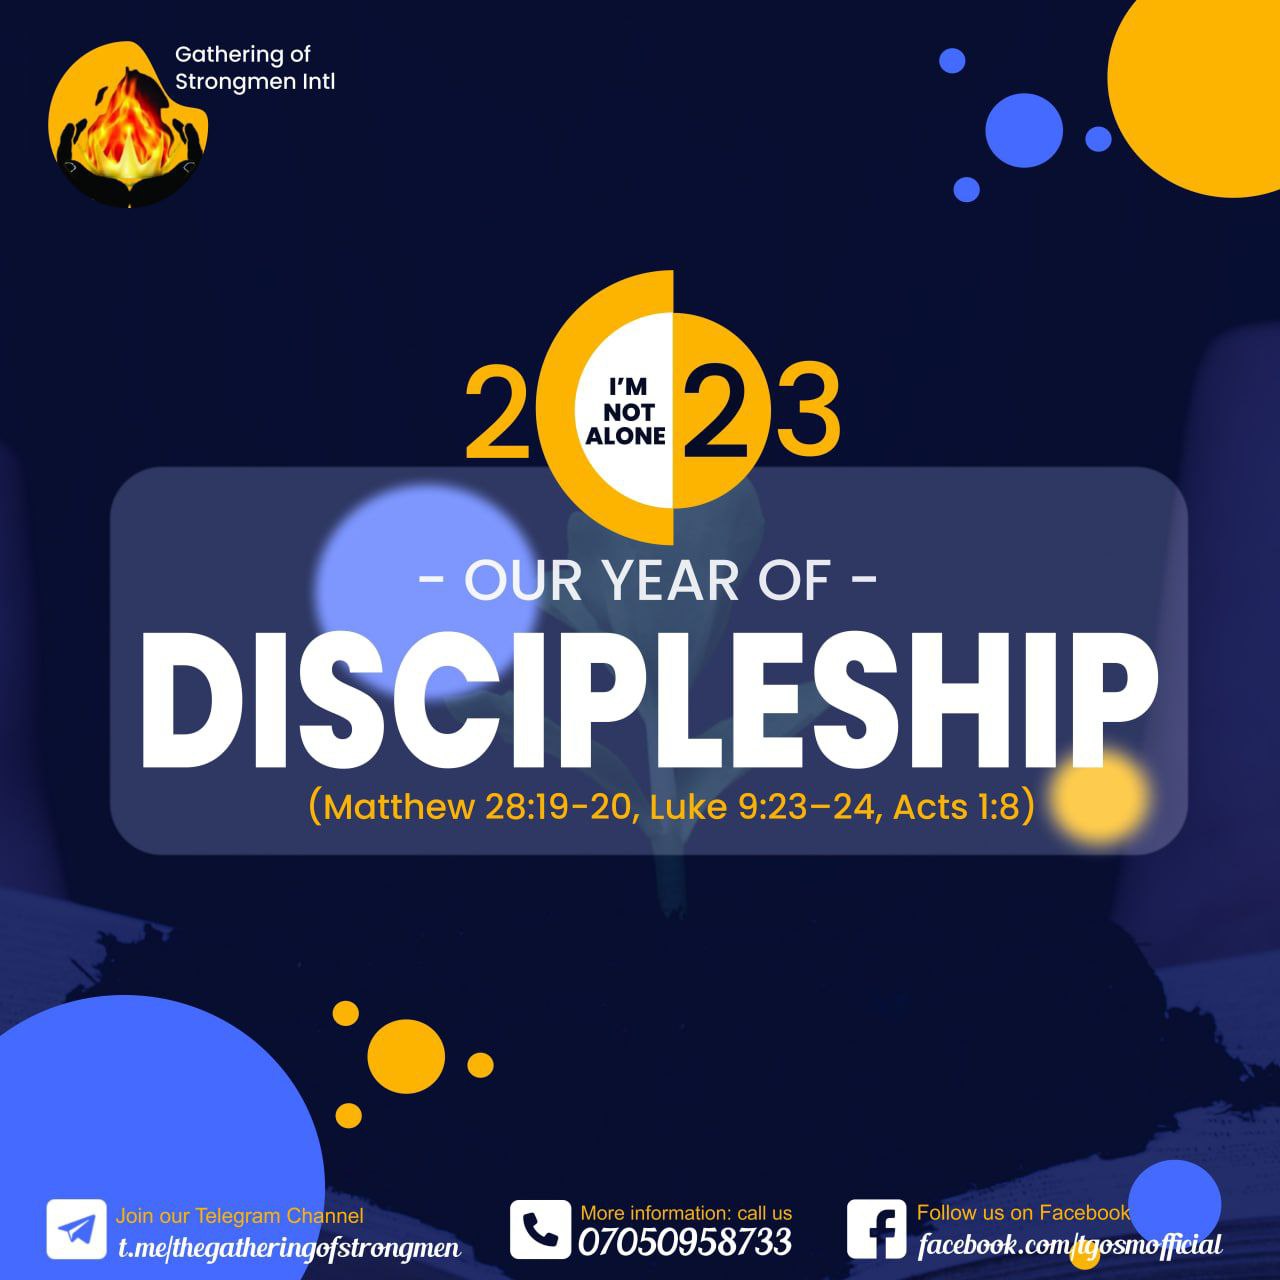 Gathering of
Strongmen Intl
2023
I'M
NOT
ALONE
- OUR YEAR OF -
DISCIPLESHIP
(Matthew 28:19-20, Luke 9:23–24, Acts 1:8)
Join our Telegram Channel
t.me/thegatheringofstrongmen
More information: call us
07050958733
Follow us on Facebook
facebook.com/tgosmofficial